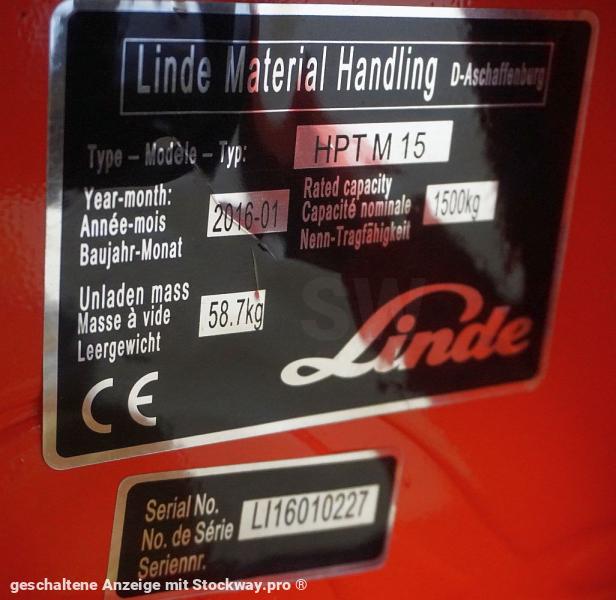 Linde Material Handling D-Aschaffenburg
Type – Modèle – Typ: HPT M 15
Year-month:
Année-mois
Baujahr-Monat
2016-01
Rated capacity
Capacité nominale
Nenn-Tragfähigkeit
1500kg
Unladen mass
Masse à vide
Leergewicht
58.7kg
SW
Linde
CE
Serial No.
No. de Série
Seriennr.
LI16010227
geschaltene Anzeige mit Stockway.pro ®